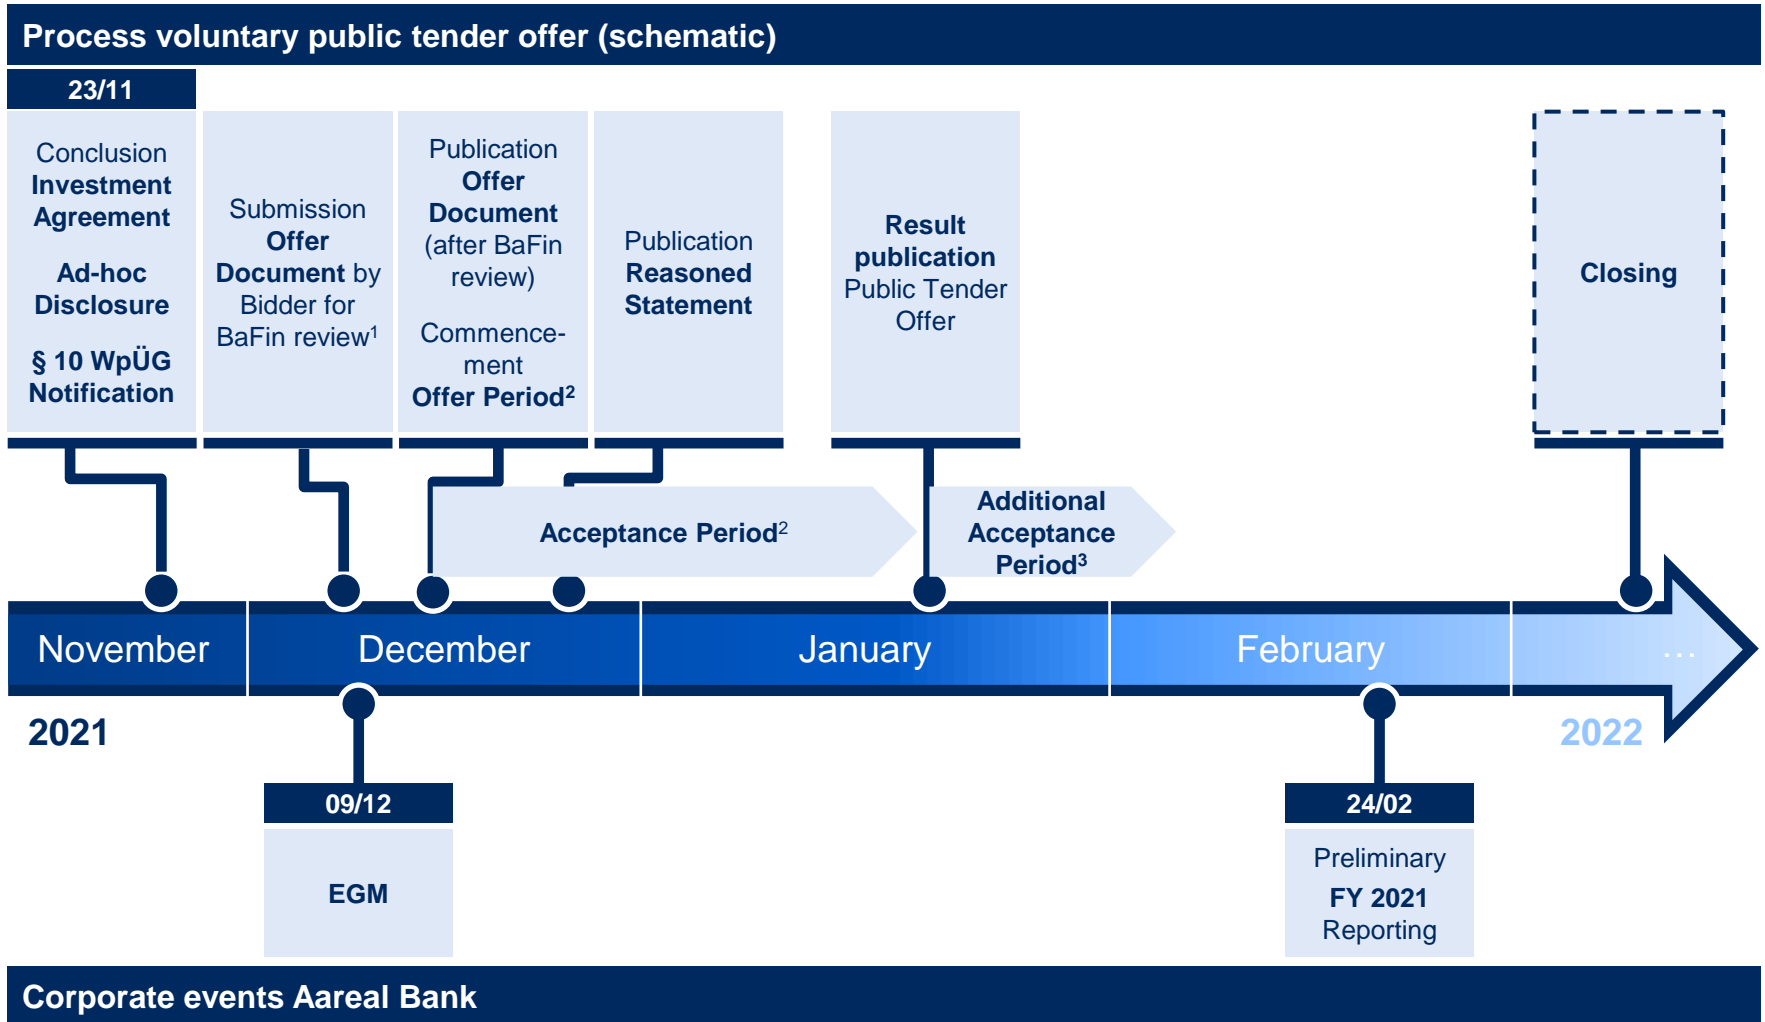 Process voluntary public tender offer (schematic)
23/11
Conclusion
Investment
Agreement
Ad-hoc
Disclosure
§ 10 WpÜG
Notification
Submission
Offer
Document by
Bidder for
BaFin review¹
Publication
Offer
Document
(after BaFin
review)
Commence-
ment
Offer Period²
Publication
Reasoned
Statement
Result
publication
Public Tender
Offer
Closing
Acceptance Period²
Additional
Acceptance
Period³
November
December
January
February
...
2021
2022
09/12
EGM
24/02
Preliminary
FY 2021
Reporting
Corporate events Aareal Bank